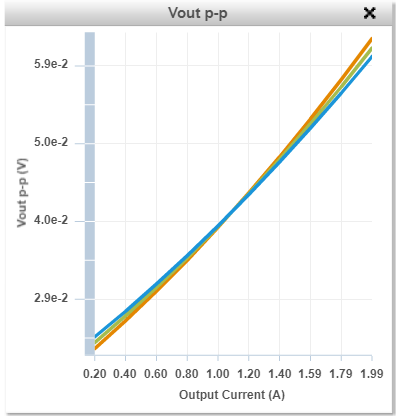 Vout p-p
5.9e-2
5.0e-2
4.0e-2
2.9e-2
Vout p-p (V)
0.20 0.40 0.60 0.80 1.00 1.20 1.40 1.59 1.79 1.99
Output Current (A)